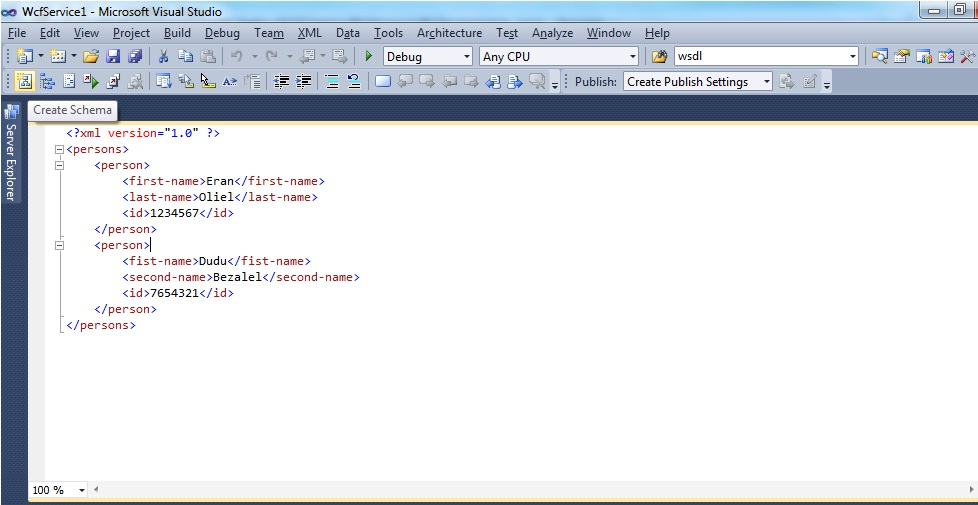 WcfService1 - Microsoft Visual Studio
File Edit View Project Build Debug Team XML Data Tools Architecture Test Analyze Window Help
Debug Any CPU wsdl
A» Publish: Create Publish Settings
Create Schema
Server Explorer
<?xml version="1.0" ?>
<persons>
<person>
<first-name>Eran</first-name>
<last-name>Oliel</last-name>
<id>1234567</id>
</person>
<person>
<fist-name>Dudu</fist-name>
<second-name>Bezalel</second-name>
<id>7654321</id>
</person>
</persons>
100 %